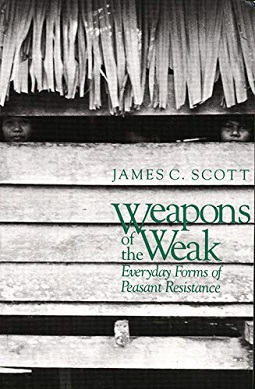 JAMES C. SCOTT
Weapons
of
the Weak
Everyday Forms of
Peasant Resistance